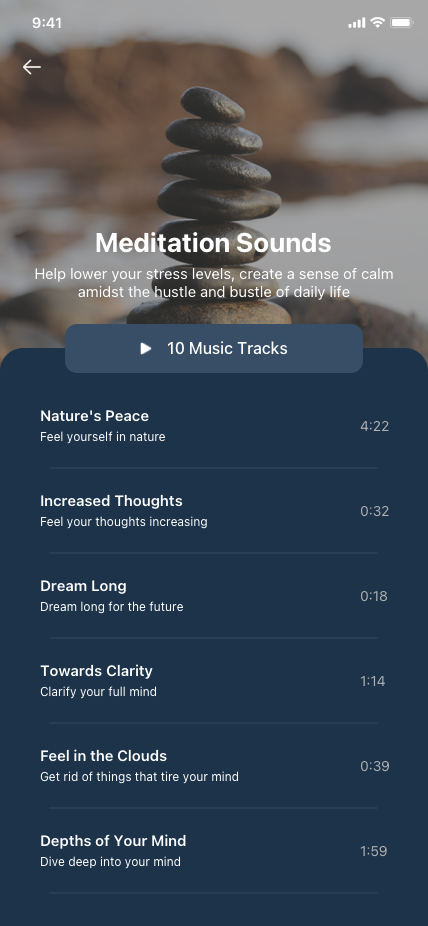 9:41
Meditation Sounds
Help lower your stress levels, create a sense of calm
amidst the hustle and bustle of daily life
10 Music Tracks
Nature's Peace
Feel yourself in nature
4:22
Increased Thoughts
Feel your thoughts increasing
0:32
Dream Long
Dream long for the future
0:18
Towards Clarity
Clarify your full mind
1:14
Feel in the Clouds
Get rid of things that tire your mind
0:39
Depths of Your Mind
Dive deep into your mind
1:59